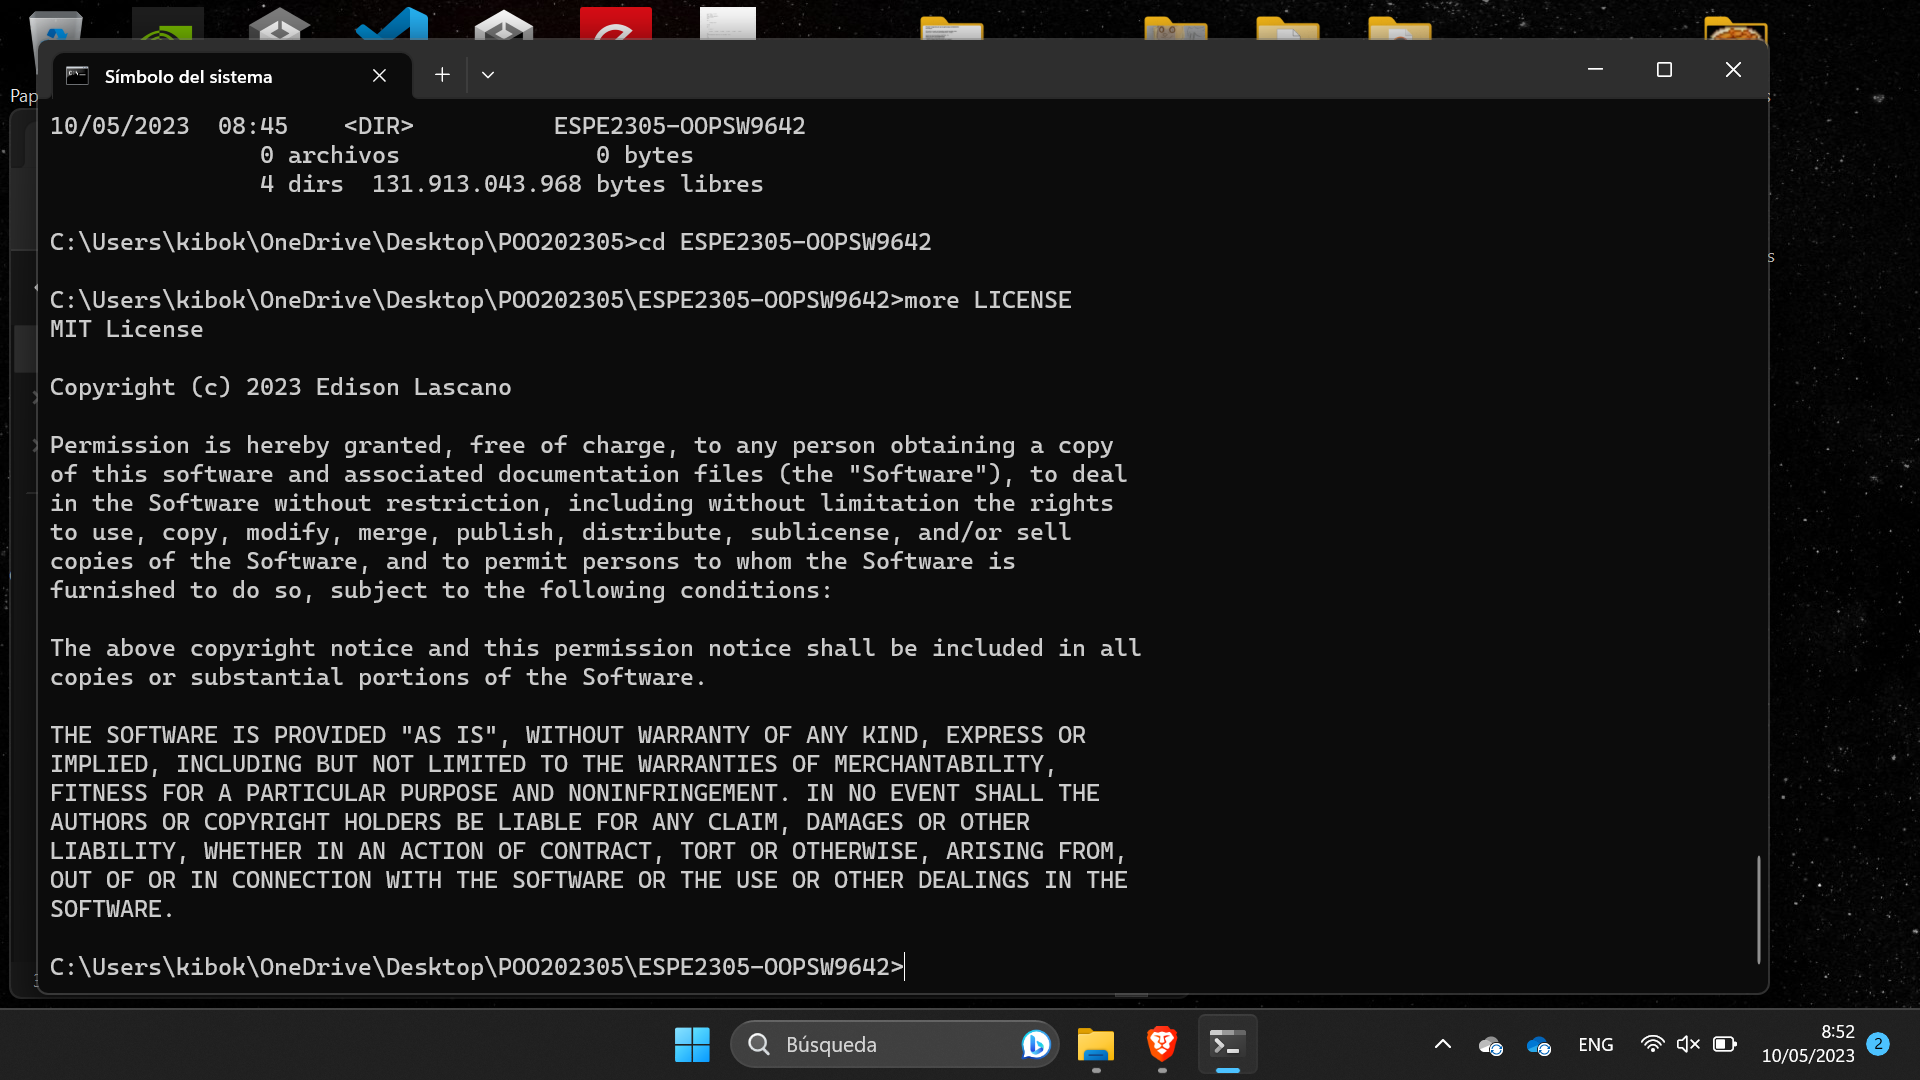 Pap
Símbolo del sistema
10/05/2023  08:45    <DIR>          ESPE2305-OOPSW9642
0 archivos              0 bytes
4 dirs  131.913.043.968 bytes libres
C:\Users\kibok\OneDrive\Desktop\POO202305>cd ESPE2305-OOPSW9642
C:\Users\kibok\OneDrive\Desktop\POO202305\ESPE2305-OOPSW9642>more LICENSE
MIT License
Copyright (c) 2023 Edison Lascano
Permission is hereby granted, free of charge, to any person obtaining a copy
of this software and associated documentation files (the "Software"), to deal
in the Software without restriction, including without limitation the rights
to use, copy, modify, merge, publish, distribute, sublicense, and/or sell
copies of the Software, and to permit persons to whom the Software is
furnished to do so, subject to the following conditions:
The above copyright notice and this permission notice shall be included in all
copies or substantial portions of the Software.
THE SOFTWARE IS PROVIDED "AS IS", WITHOUT WARRANTY OF ANY KIND, EXPRESS OR
IMPLIED, INCLUDING BUT NOT LIMITED TO THE WARRANTIES OF MERCHANTABILITY,
FITNESS FOR A PARTICULAR PURPOSE AND NONINFRINGEMENT. IN NO EVENT SHALL THE
AUTHORS OR COPYRIGHT HOLDERS BE LIABLE FOR ANY CLAIM, DAMAGES OR OTHER
LIABILITY, WHETHER IN AN ACTION OF CONTRACT, TORT OR OTHERWISE, ARISING FROM,
OUT OF OR IN CONNECTION WITH THE SOFTWARE OR THE USE OR OTHER DEALINGS IN THE
SOFTWARE.
C:\Users\kibok\OneDrive\Desktop\POO202305\ESPE2305-OOPSW9642>
Búsqueda
ENG
8:52
10/05/2023
2